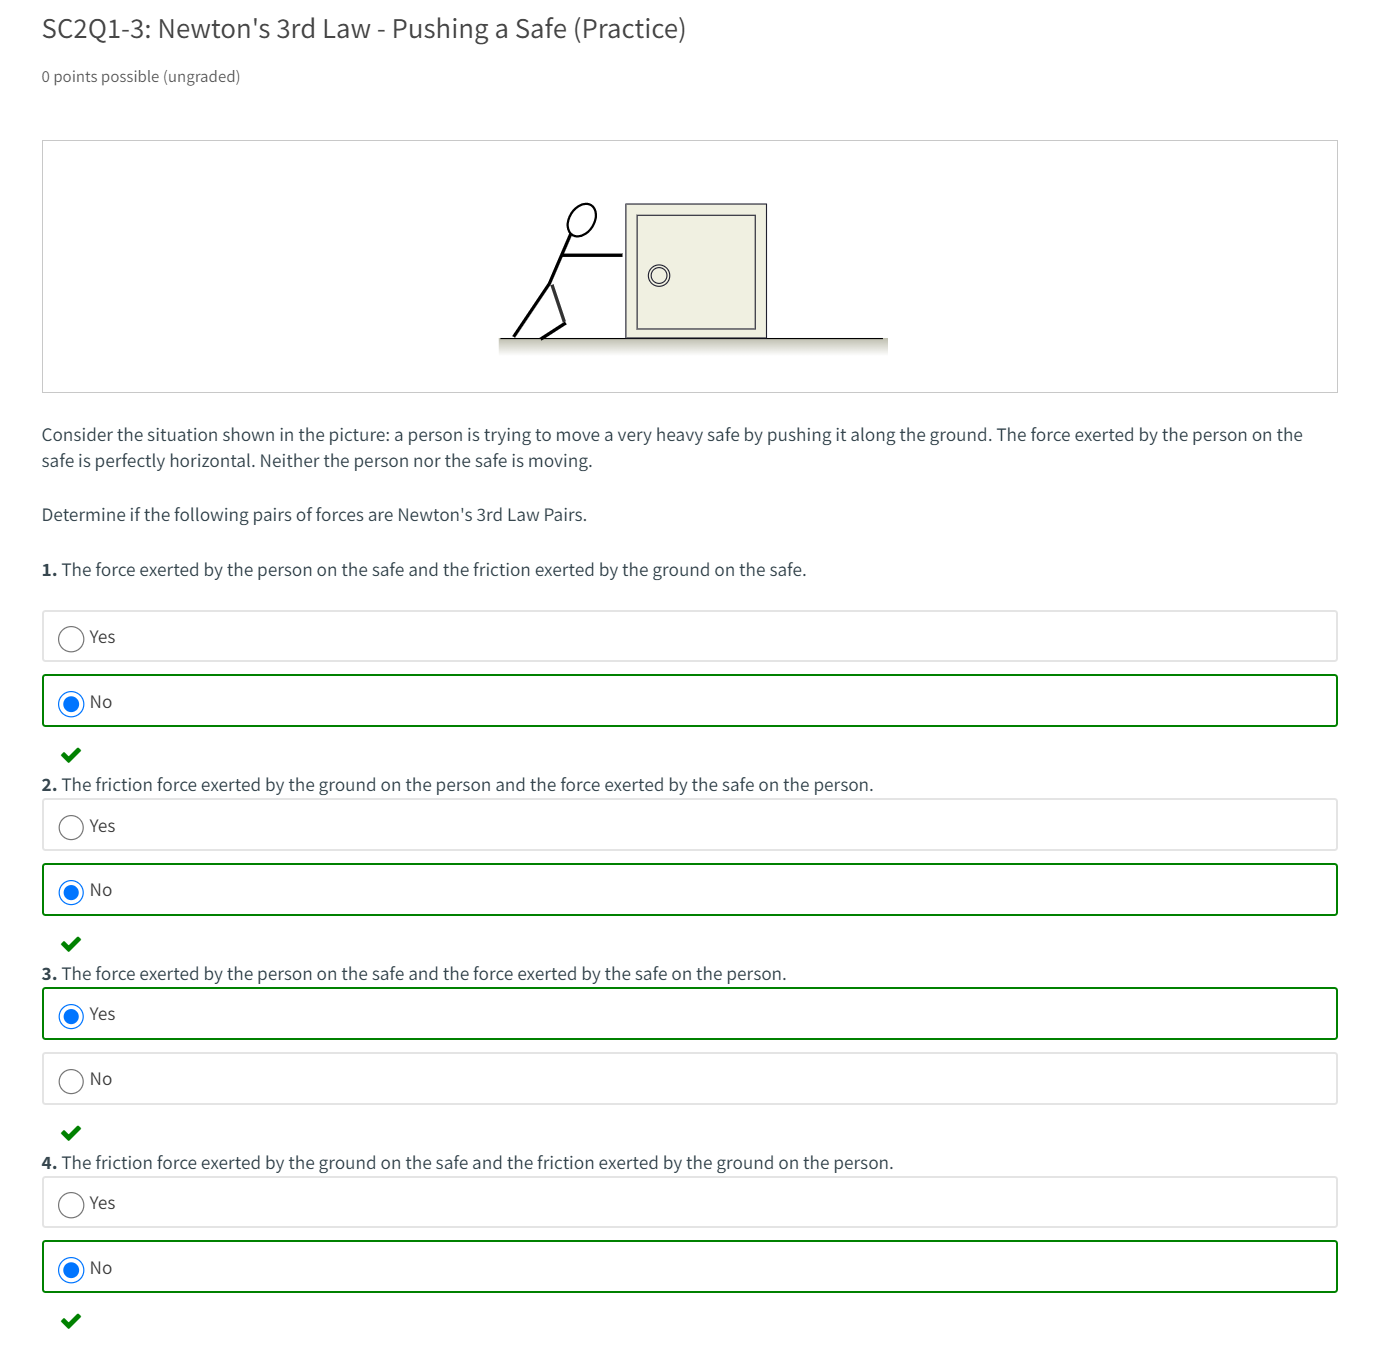 SC2Q1-3: Newton's 3rd Law - Pushing a Safe (Practice)
0 points possible (ungraded)
Consider the situation shown in the picture: a person is trying to move a very heavy safe by pushing it along the ground. The force exerted by the person on the
safe is perfectly horizontal. Neither the person nor the safe is moving.
Determine if the following pairs of forces are Newton's 3rd Law Pairs.
1. The force exerted by the person on the safe and the friction exerted by the ground on the safe.
Yes
No
2. The friction force exerted by the ground on the person and the force exerted by the safe on the person.
Yes
No
3. The force exerted by the person on the safe and the force exerted by the safe on the person.
Yes
No
4. The friction force exerted by the ground on the safe and the friction exerted by the ground on the person.
Yes
No